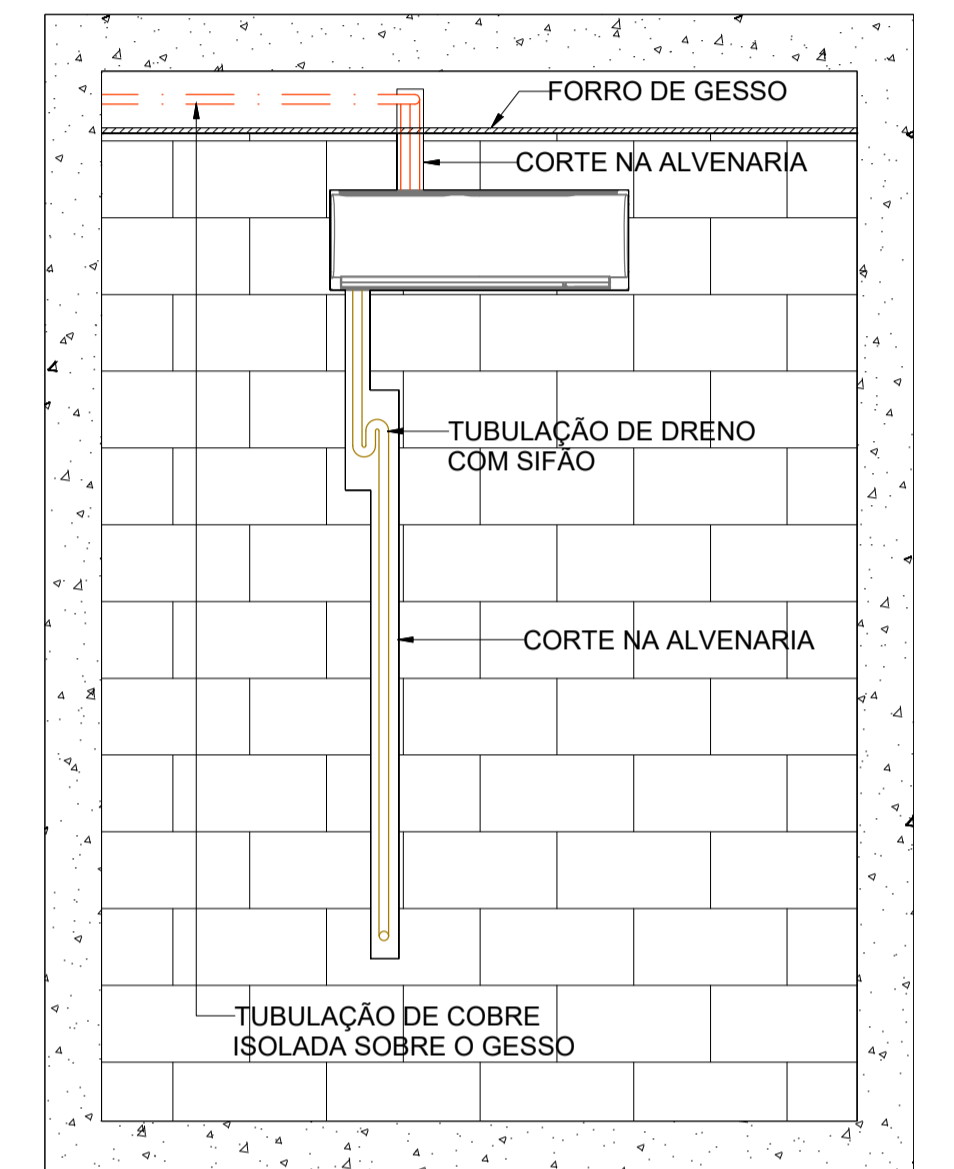 FORRO DE GESSO
CORTE NA ALVENARIA
TUBULAÇÃO DE DRENO
COM SIFÃO
CORTE NA ALVENARIA
TUBULAÇÃO DE COBRE
ISOLADA SOBRE O GESSO